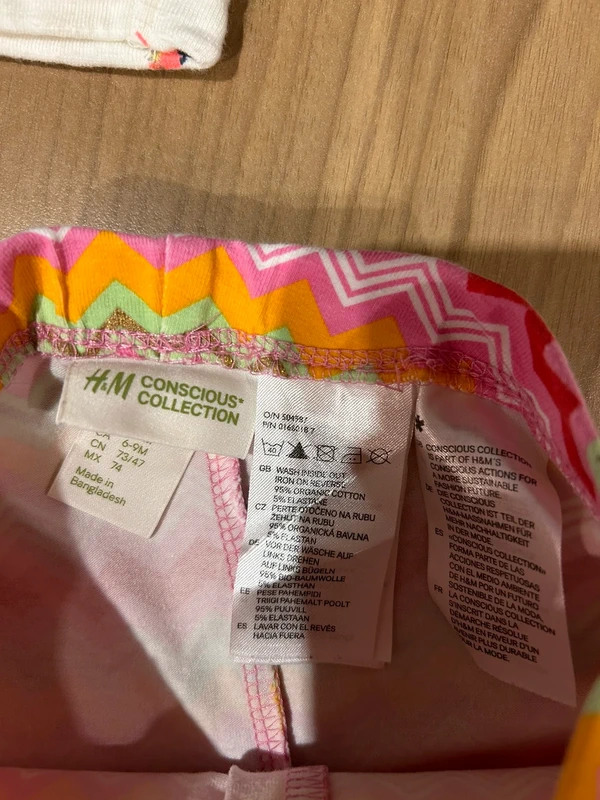 H&M CONSCIOUS*
COLLECTION
6-9M
CN 73/47
MX 74
Made in
Bangladesh
O/N 504987
40
GB WASH INSIDE OUT
IRON ON REVERSE
95% ORGANIC COTTON
5% ELASTANE
CZ PERTE OTOČENO NA RUBU
ŽEHLIT NA RUBU
95% ORGANICKÁ BAVLNA
5% ELASTAN
DE VOR DER WÄSCHE AUF
LINKS DREHEN
AUF LINKS BÜGELN
95% BIO-BAUMWOLLE
5% ELASTHAN
EE PESE PAHEMPIDI
TRIIGI PAHEMALT POOLT
95% PUUVILL
5% ELASTAAN
ES LAVAR CON EL REVÉS
HACIA FUERA
*
CONSCIOUS COLLECTION
IS PART OF H&M'S
CONSCIOUS ACTIONS FOR
A MORE SUSTAINABLE
FASHION FUTURE.
DE DIE CONSCIOUS
COLLECTION IST TEIL DER
H&M MASSNAHMEN FÜR
MEHR NACHHALTIGKEIT
ES «CONSCIOUS COLLECTION»
FORMA PARTE DE LAS
ACCIONES RESPETUOSAS
CON EL MEDIO AMBIENTE
DE H&M POR UN FUTURO
SOSTENIBLE DE LA MODA.
FR LA CONSCIOUS COLLECTION
S'INSCRIT DANS LA
DÉMARCHE RÉSOLUE
D'H&M EN FAVEUR D'UN
AVENIR PLUS DURABLE
POUR LA MODE.